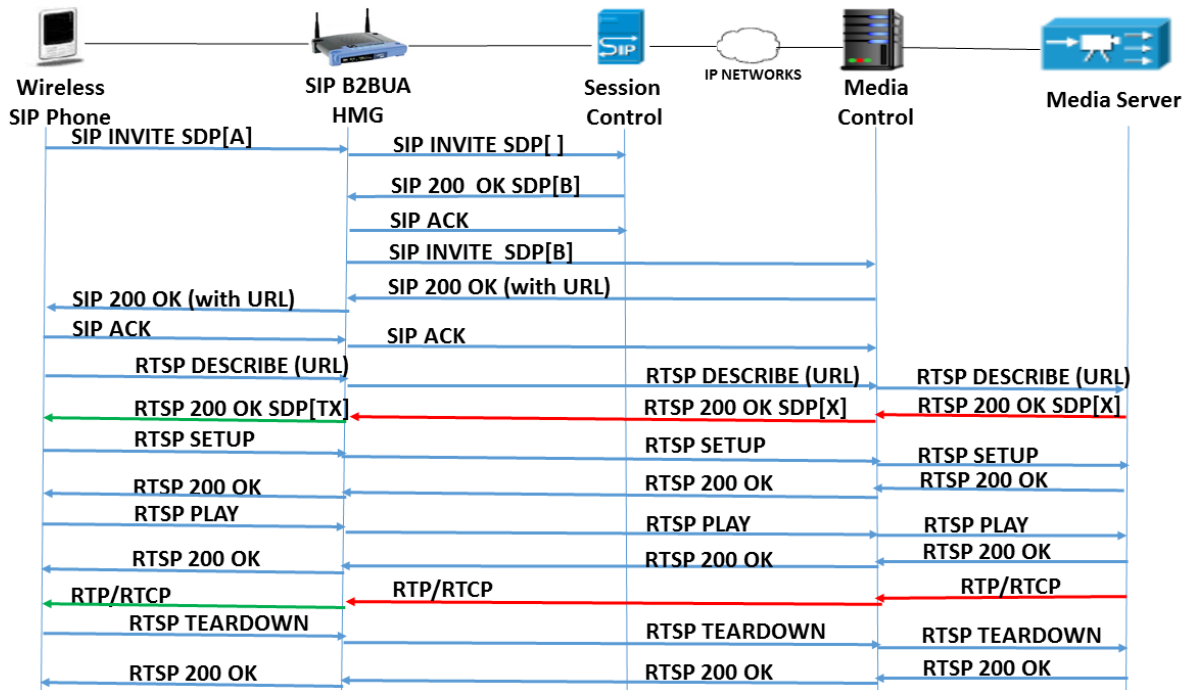 SIP
IP NETWORKS
Wireless
SIP Phone
SIP B2BUA
HMG
Session
Control
Media
Control
Media Server
SIP INVITE SDP[A]
SIP INVITE SDP[ ]
SIP 200 OK SDP[B]
SIP ACK
SIP INVITE SDP[B]
SIP 200 OK (with URL)
SIP 200 OK (with URL)
SIP ACK
SIP ACK
RTSP DESCRIBE (URL)
RTSP DESCRIBE (URL)
RTSP DESCRIBE (URL)
RTSP 200 OK SDP[TX]
RTSP 200 OK SDP[X]
RTSP 200 OK SDP[X]
RTSP SETUP
RTSP SETUP
RTSP SETUP
RTSP 200 OK
RTSP 200 OK
RTSP 200 OK
RTSP PLAY
RTSP PLAY
RTSP PLAY
RTSP 200 OK
RTSP 200 OK
RTSP 200 OK
RTP/RTCP
RTP/RTCP
RTP/RTCP
RTSP TEARDOWN
RTSP TEARDOWN
RTSP TEARDOWN
RTSP 200 OK
RTSP 200 OK
RTSP 200 OK